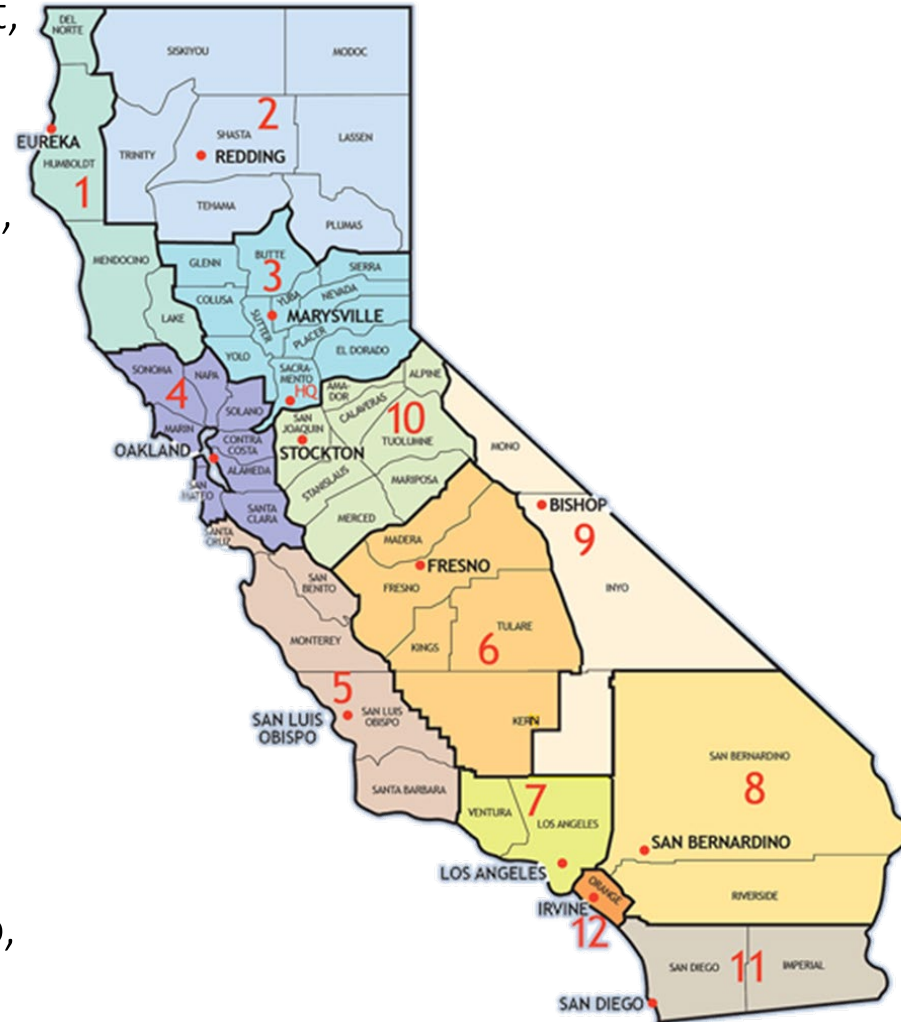 t,
DEL
NORTE
SISKIYOU
MODOC
2
SHASTA
LASSEN
EUREKA
TRINITY
REDDING
HUMBOLDT
1
TEHAMA
,
PLUMAS
MENDOCINO
GLENN
BUTTE
3
SIERRA
COLUSA
YUBA
NEVADA
LAKE
SUTTER
MARYSVILLE
PLACER
YOLO
EL DORADO
SONOMA
NAPA
SACRA-
MENTO
HQ
AMA-
DOR
ALPINE
4
SOLANO
CALAVERAS
10
MARIN
SAN
JOAQUIN
TUOLUMNE
OAKLAND
CONTRA
COSTA
STOCKTON
MONO
ALAMEDA
STANISLAUS
MARIPOSA
SAN
MATEO
SANTA
CLARA
MERCED
BISHOP
SANTA
CRUZ
MADERA
9
FRESNO
SAN
BENITO
FRESNO
INYO
MONTEREY
KINGS
TULARE
6
5
SAN LUIS
OBISPO
SAN LUIS
OBISPO
KERN
SAN BERNARDINO
SANTA BARBARA
7
8
VENTURA
LOS ANGELES
SAN BERNARDINO
LOS ANGELES
ORANGE
RIVERSIDE
IRVINE
12
),
SAN DIEGO
11
IMPERIAL
SAN DIEGO